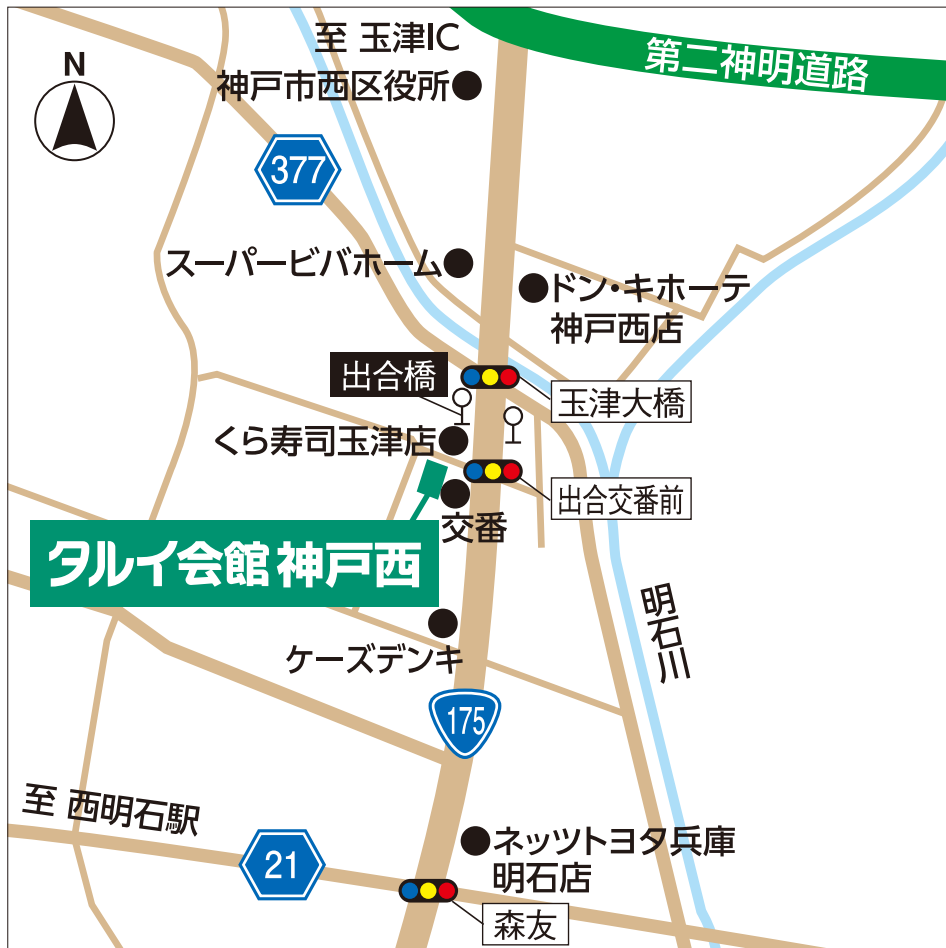 至 玉津IC
第二神明道路
N
神戸市西区役所
377
スーパービバホーム
ドン・キホーテ
神戸西店
出合橋
玉津大橋
くら寿司玉津店
出合交番前
交番
タルイ会館 神戸西
明石川
ケーズデンキ
175
至 西明石駅
ネッツトヨタ兵庫
明石店
21
森友